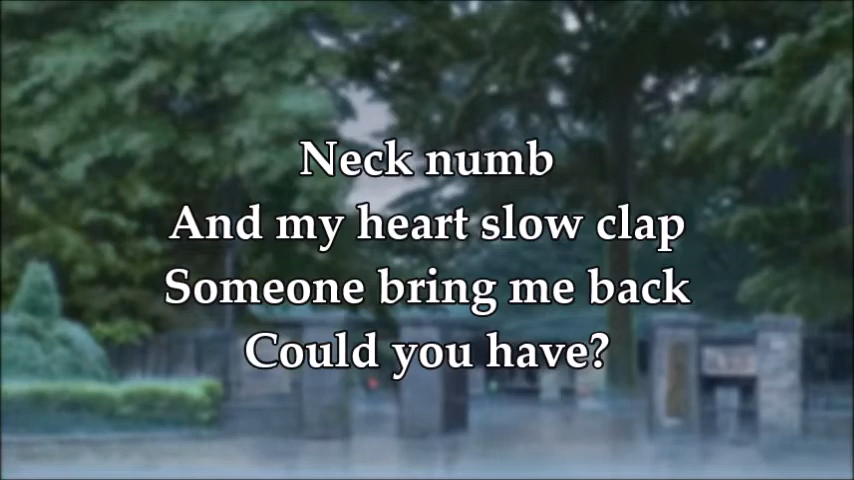 Neck numb
And my heart slow clap
Someone bring me back
Could you have?